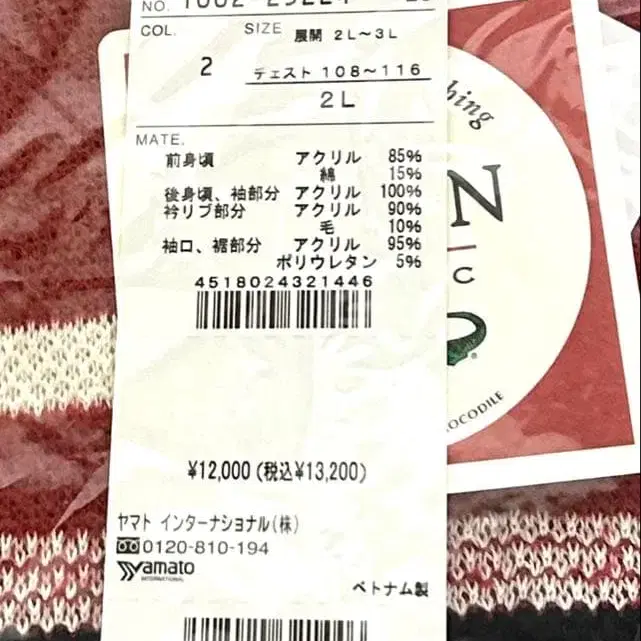 NO.
COL.
SIZE 展開 2L～3L
2
チェスト 108～116
2L
MATE.
前身頃 アクリル 85%
綿 15%
後身頃、袖部分 アクリル 100%
衿リブ部分 アクリル 90%
毛 10%
袖口、裾部分 アクリル 95%
ポリウレタン 5%
4518024321446
¥12,000 (税込¥13,200)
ヤマト インターナショナル(株)
0120-810-194
Yamato
INTERNATIONAL
ベトナム製
hing
N
C
®
OCODILE